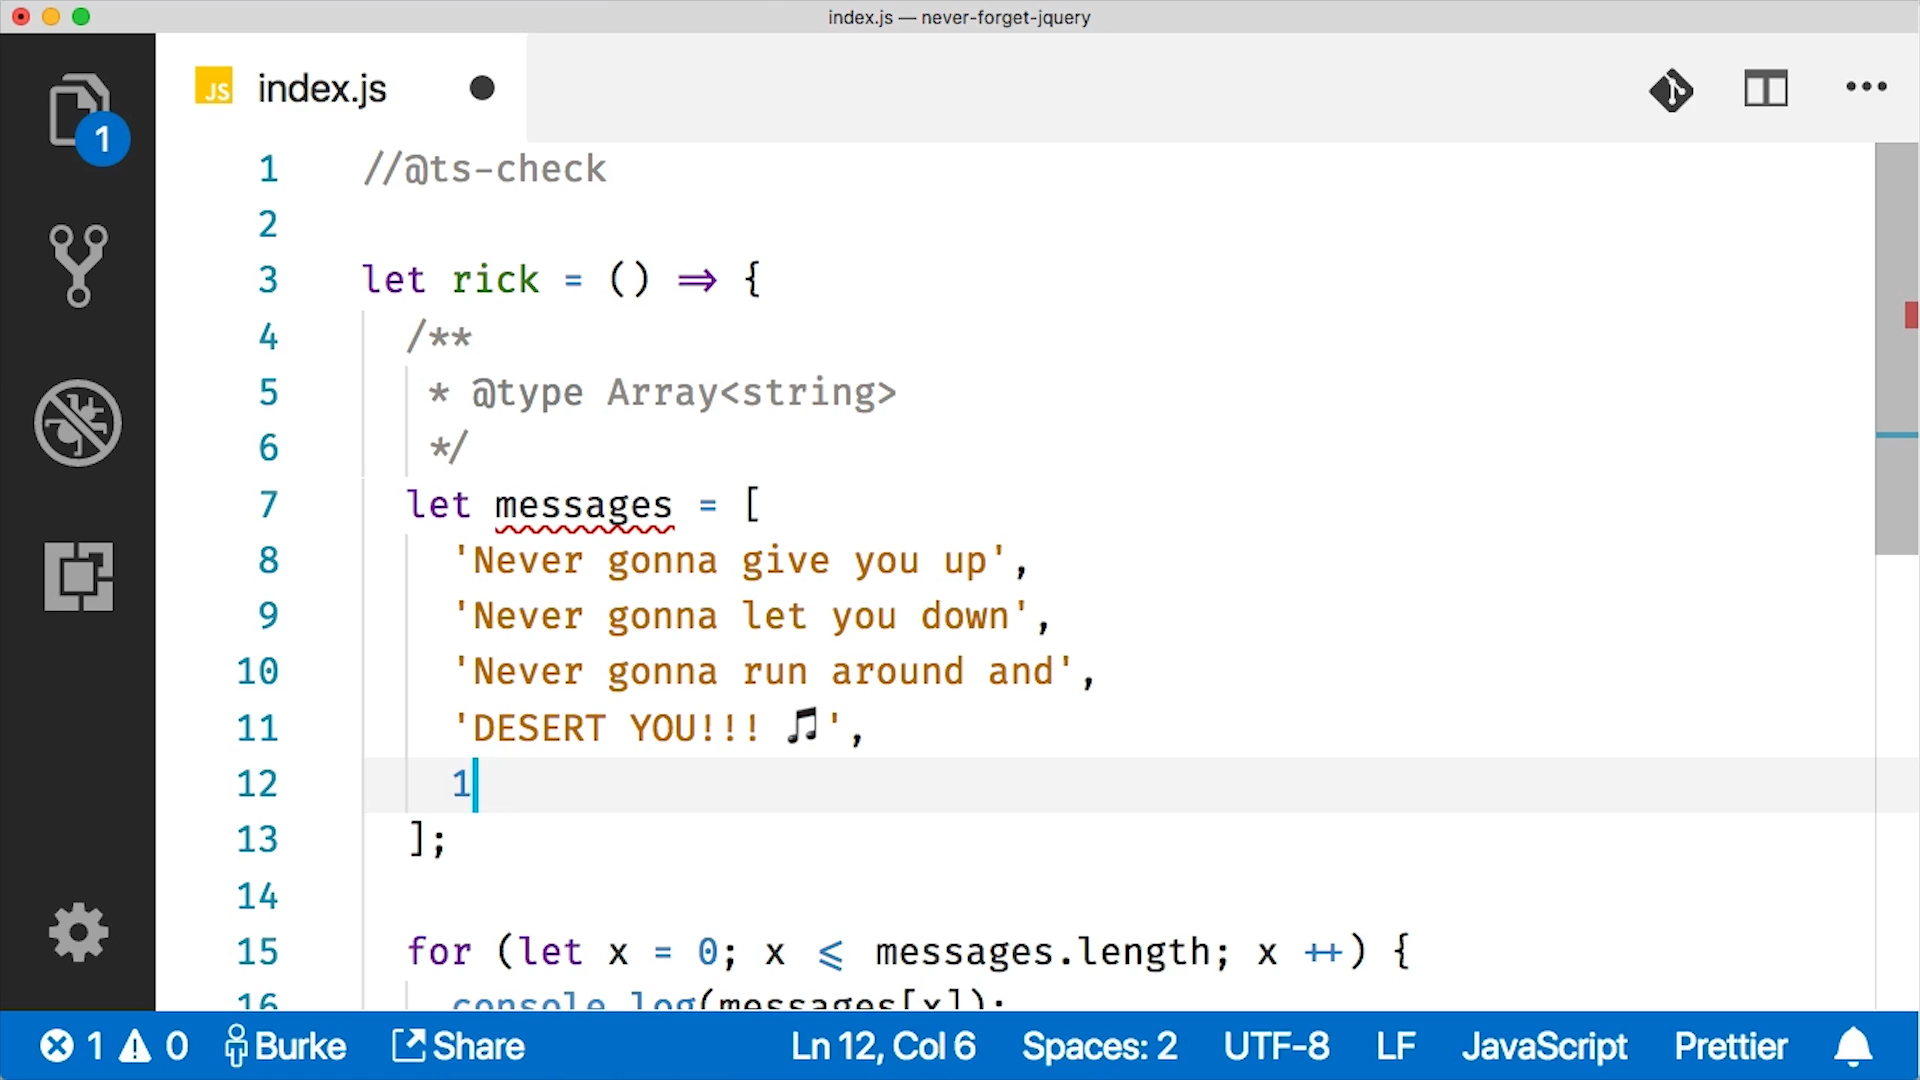 index.js — never-forget-jquery
JS index.js
1
1 //@ts-check
2
3 let rick = () => {
4 /**
5 * @type Array<string>
6 */
7 let messages = [
8 'Never gonna give you up',
9 'Never gonna let you down',
10 'Never gonna run around and',
11 'DESERT YOU!!! 🎵',
12 1
13 ];
14
15 for (let x = 0; x <= messages.length; x ++) {
16 console.log(messages[x]);
1 0 Burke Share Ln 12, Col 6 Spaces: 2 UTF-8 LF JavaScript Prettier